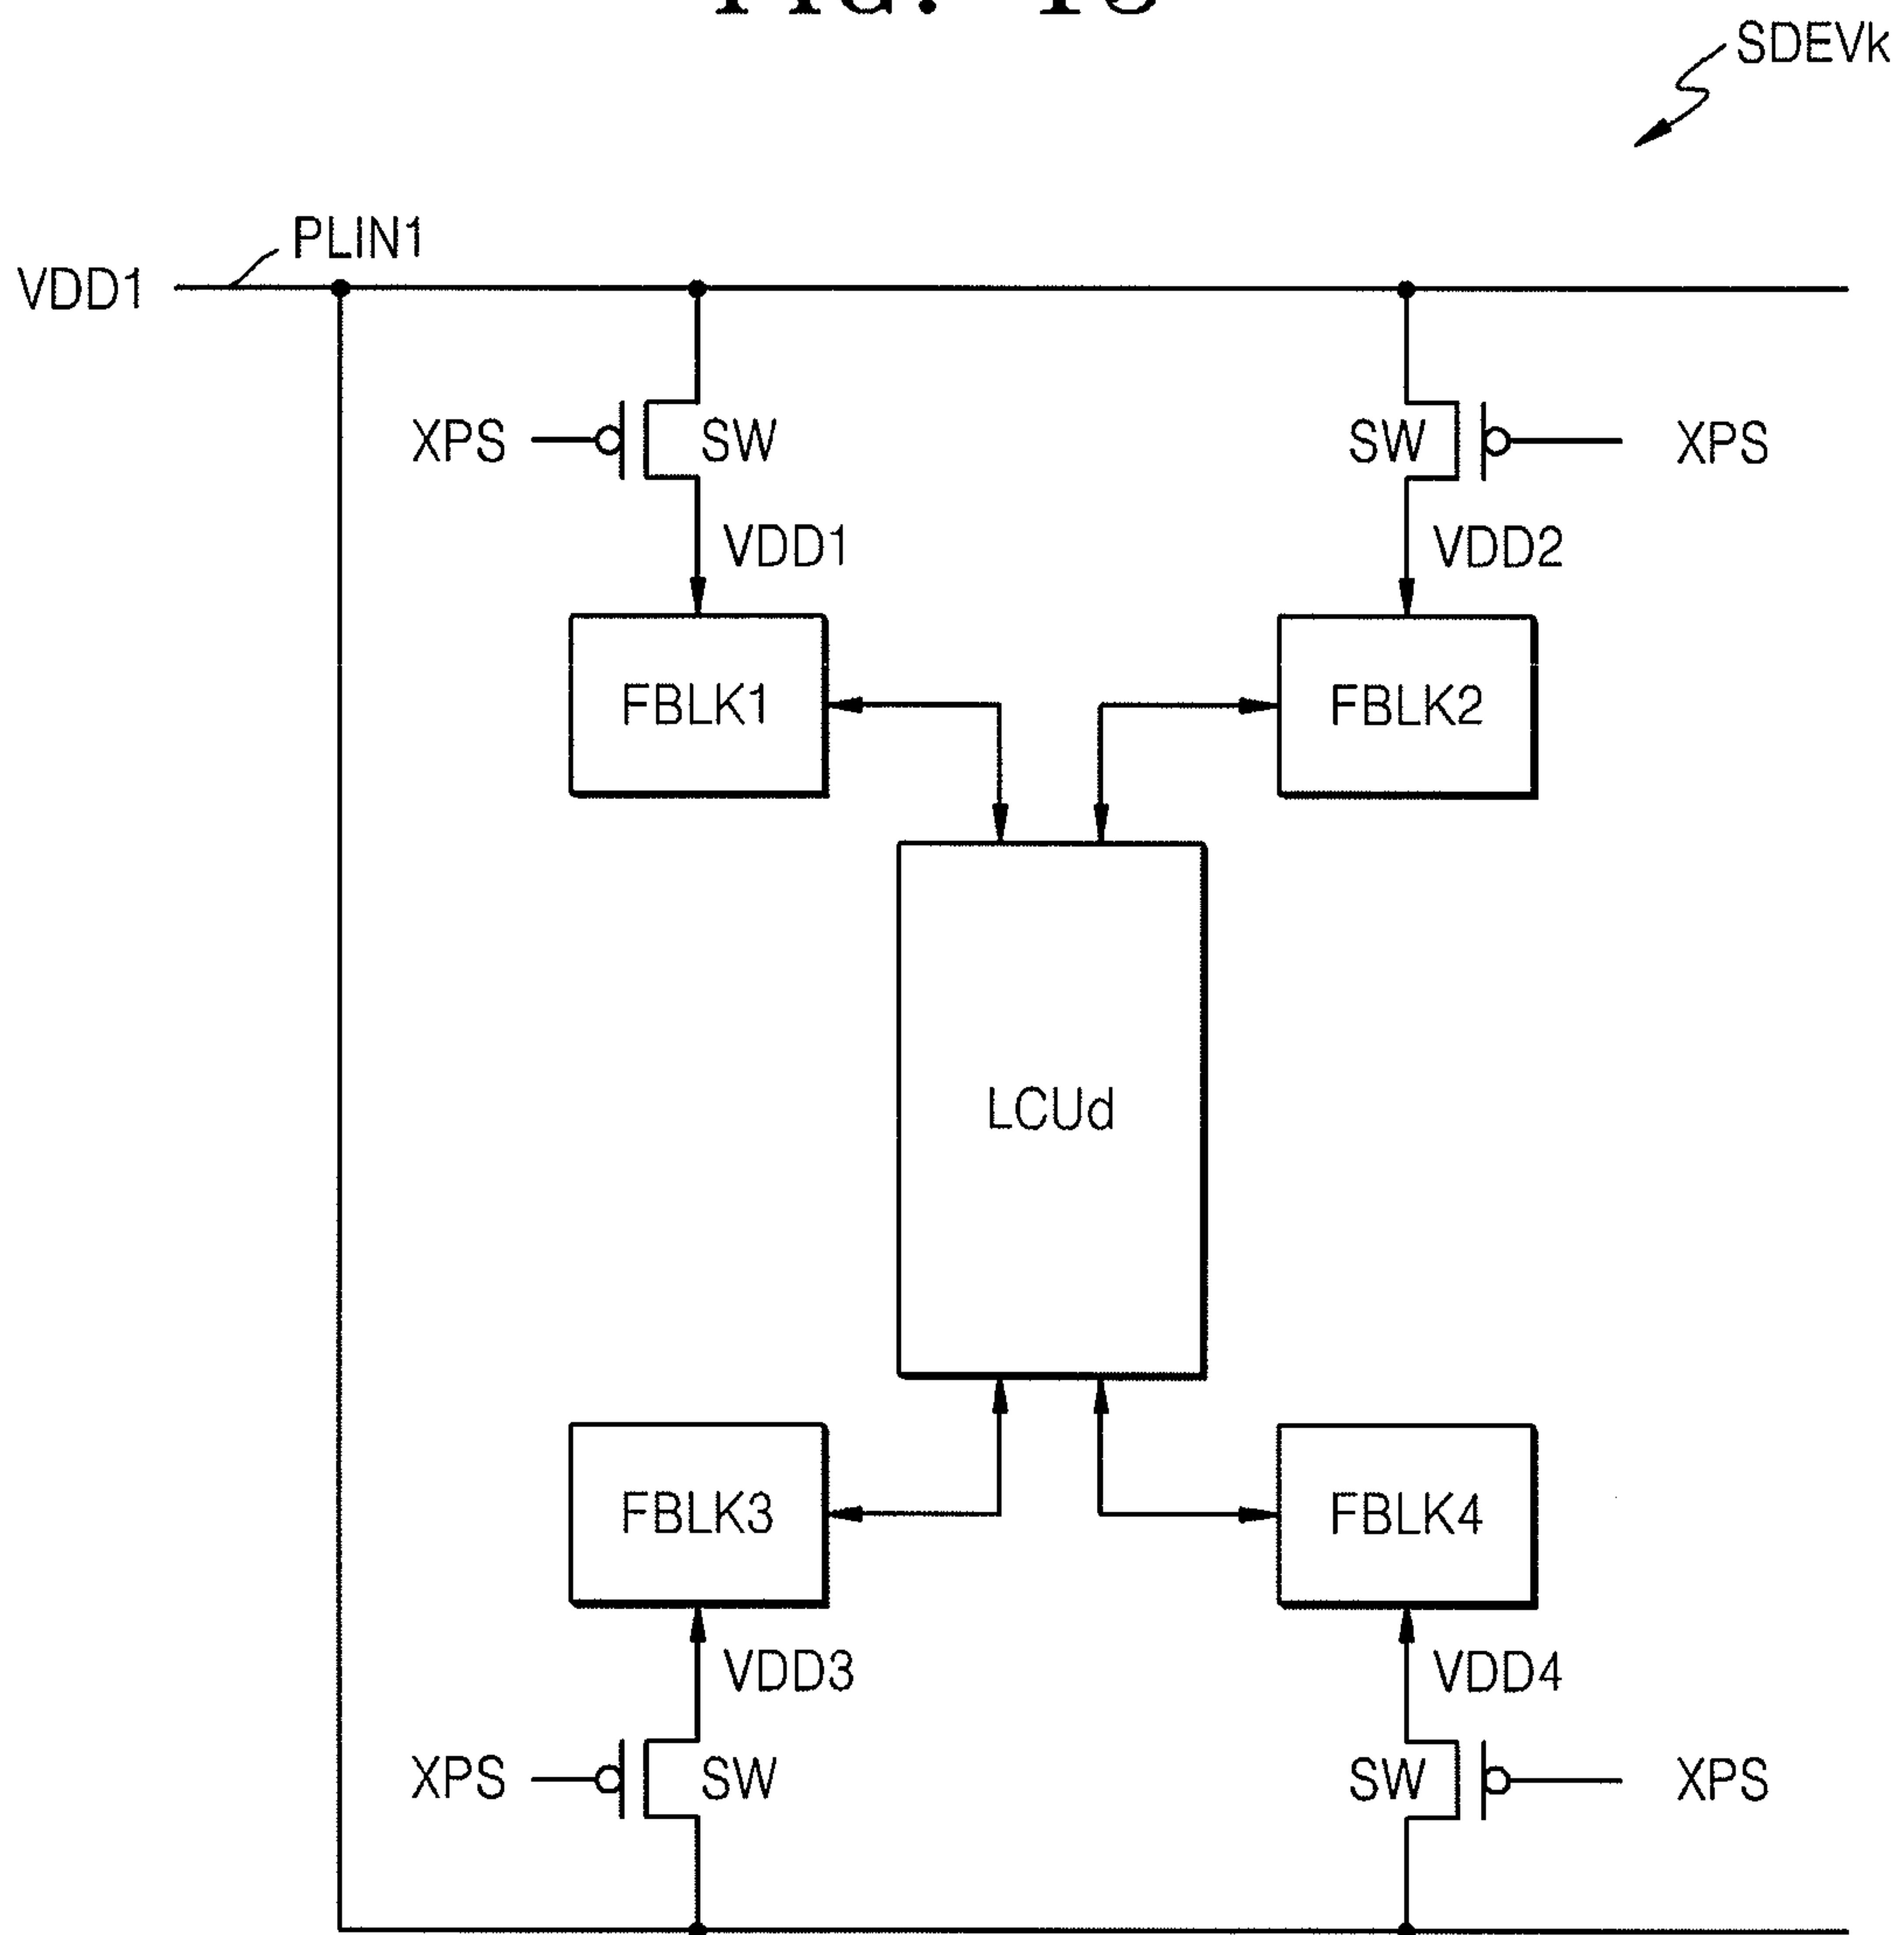 SDEVk
PLIN1
VDD1
XPS SW SW XPS
VDD1 VDD2
FBLK1 FBLK2
LCUd
FBLK3 FBLK4
VDD3 VDD4
XPS SW SW XPS